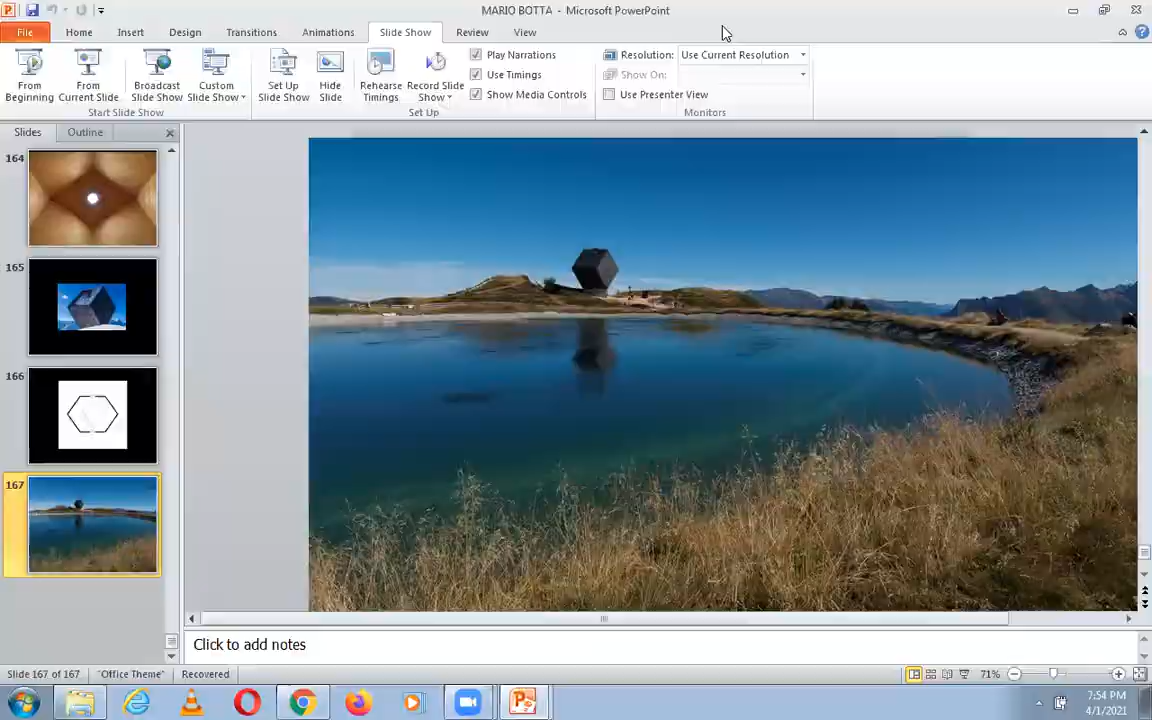 MARIO BOTTA - Microsoft PowerPoint
File Home Insert Design Transitions Animations Slide Show Review View
From Beginning
From Current Slide
Broadcast Slide Show
Custom Slide Show
Set Up Slide Show
Hide Slide
Rehearse Timings
Record Slide Show
Play Narrations
Use Timings
Show Media Controls
Resolution: Use Current Resolution
Show On:
Use Presenter View
Start Slide Show Set Up Monitors
Slides Outline
164
165
166
167
Click to add notes
Slide 167 of 167 "Office Theme" Recovered 71%
7:54 PM
4/1/2021